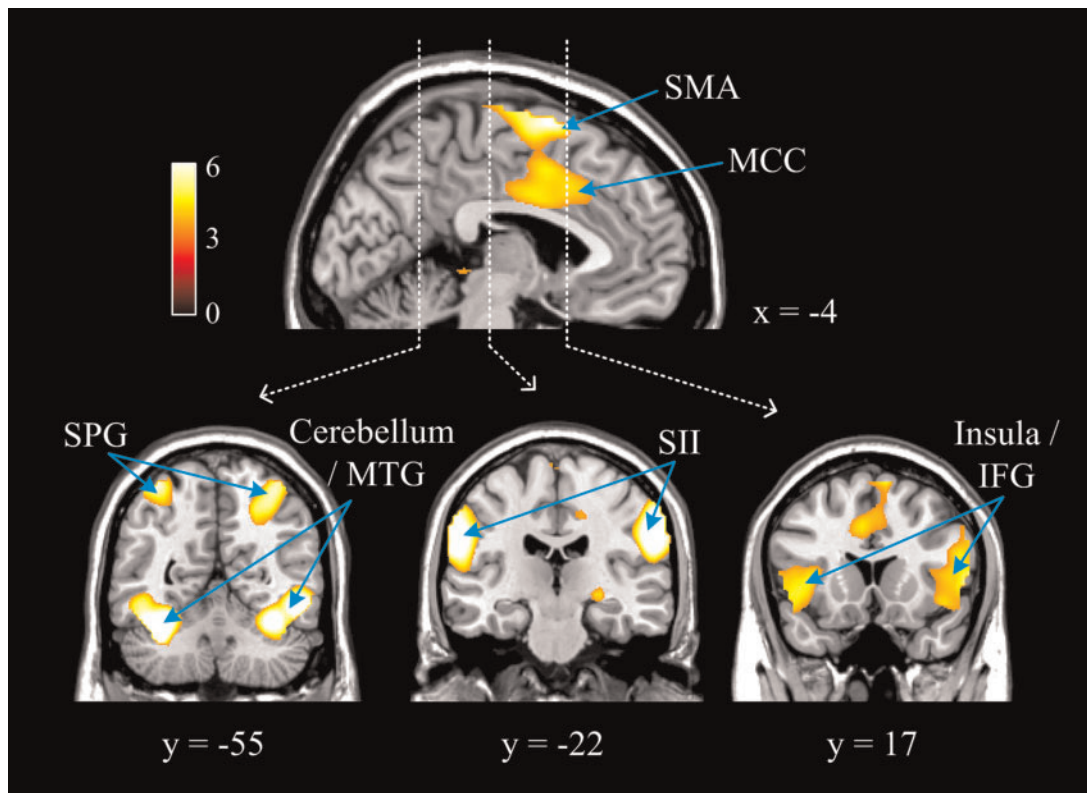 SMA
MCC
6
3
0
x = -4
SPG
Cerebellum
/ MTG
SII
Insula /
IFG
y = -55
y = -22
y = 17